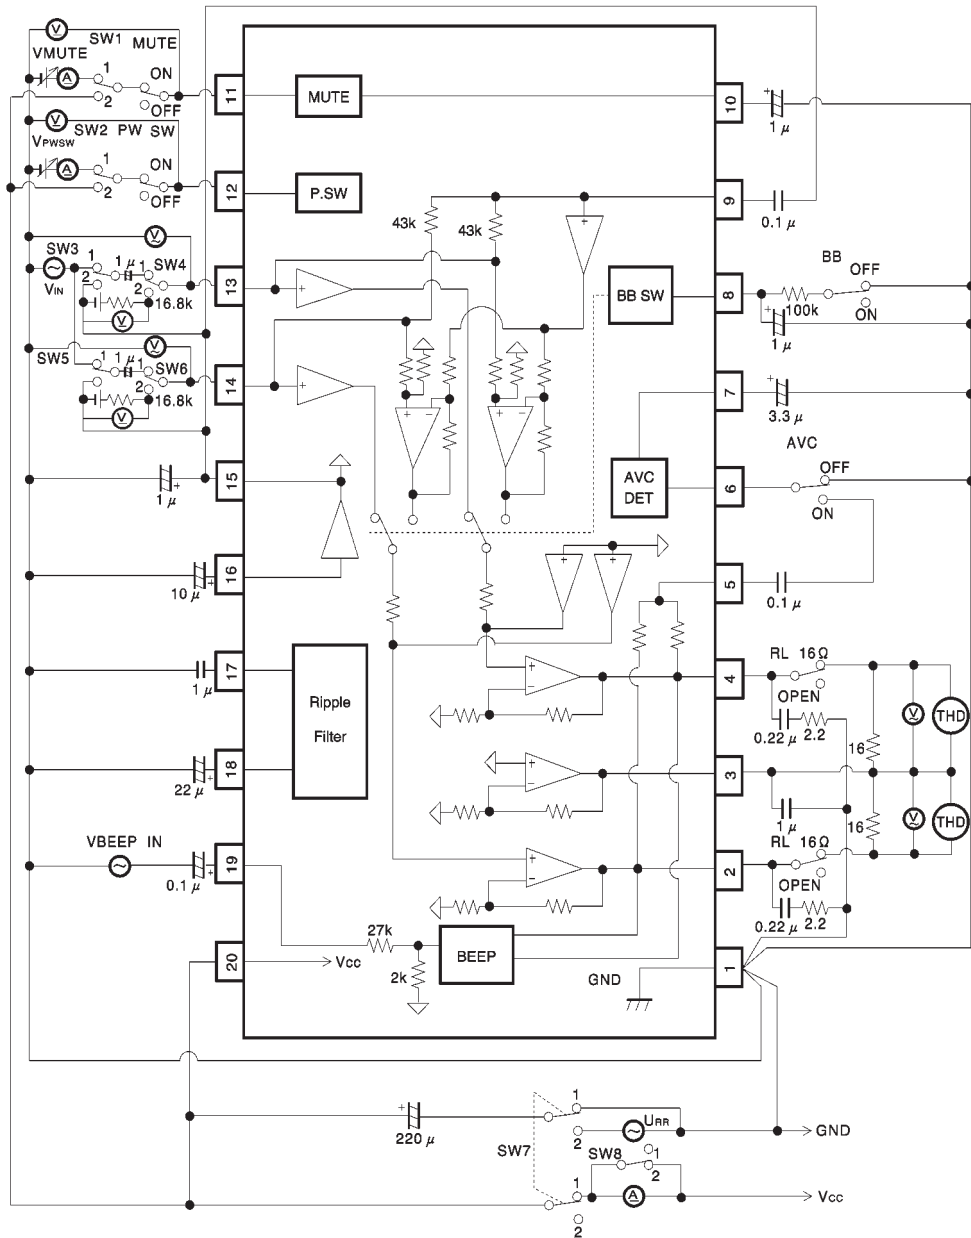 V
SW1
MUTE
VMUTE
A
1
2
ON
OFF
11
MUTE
10
+
1 μ
V
SW2 PW SW
VPWSW
A
1
2
ON
OFF
12
P.SW
9
0.1 μ
43k
43k
V
SW3
1
1 μ
1
SW4
VIN
2
2
16.8k
V
13
+
BB SW
8
BB
OFF
ON
100k
+
1 μ
V
SW5
1
1 μ
1
SW6
2
2
16.8k
V
14
+
+
−
+
−
+
7
+
3.3 μ
AVC
AVC
DET
6
OFF
ON
1 μ
+
15
10 μ
+
16
+
+
5
0.1 μ
1 μ
17
Ripple
Filter
+
−
4
RL 16Ω
OPEN
0.22 μ
2.2
16
V
THD
22 μ
+
18
+
−
3
1 μ
16
V
THD
VBEEP IN
0.1 μ
+
19
+
−
2
RL 16Ω
OPEN
0.22 μ
2.2
27k
2k
BEEP
20
Vcc
GND
1
+
220 μ
1
2
URR
GND
SW7
SW8
1
2
1
2
A
Vcc